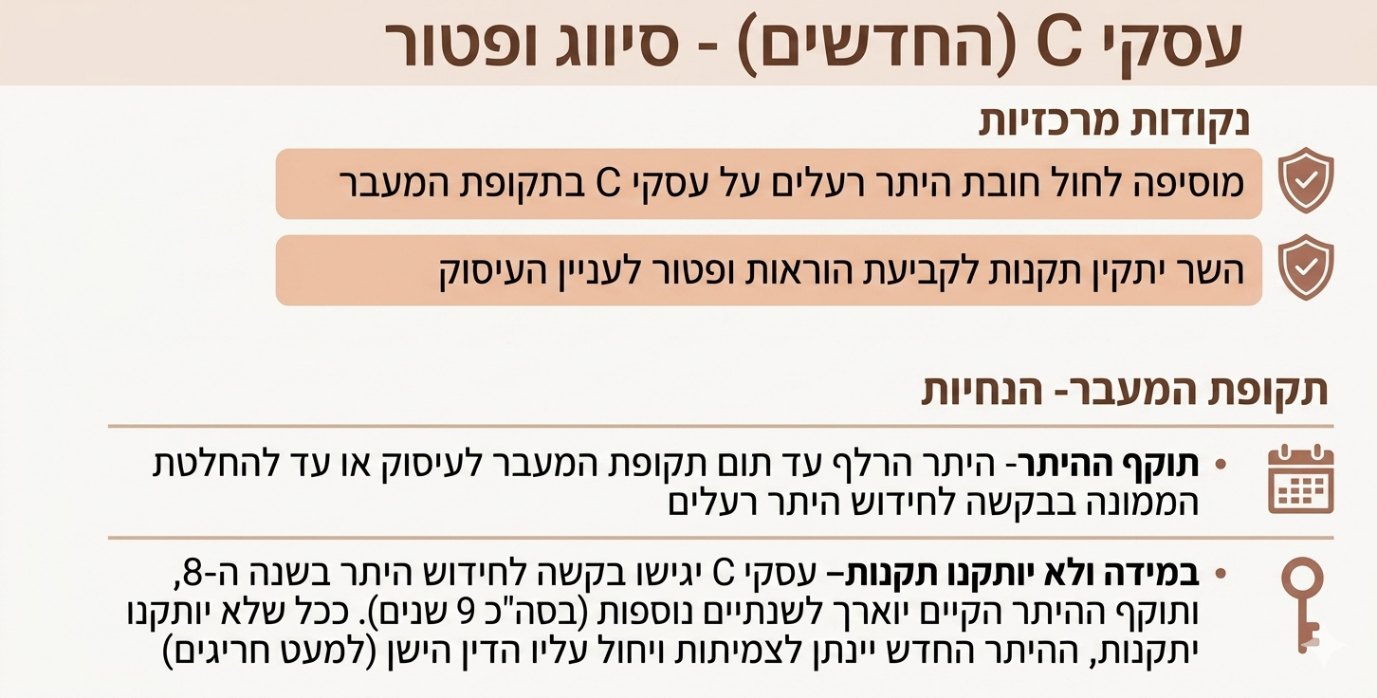 עסקי C (החדשים) - סיווג ופטור
נקודות מרכזיות
מוסיפה לחול חובת היתר רעלים על עסקי C בתקופת המעבר
השר יתקין תקנות לקביעת הוראות ופטור לעניין העיסוק
תקופת המעבר- הנחיות
• תוקף ההיתר- היתר הרלף עד תום תקופת המעבר לעיסוק או עד להחלטת
הממונה בבקשה לחידוש היתר רעלים
• במידה ולא יותקנו תקנות– עסקי C יגישו בקשה לחידוש היתר בשנה ה-8,
ותוקף ההיתר הקיים יוארך לשנתיים נוספות (בסה"כ 9 שנים). ככל שלא יותקנו
יתקנות, ההיתר החדש יינתן לצמיתות ויחול עליו הדין הישן (למעט חריגים)